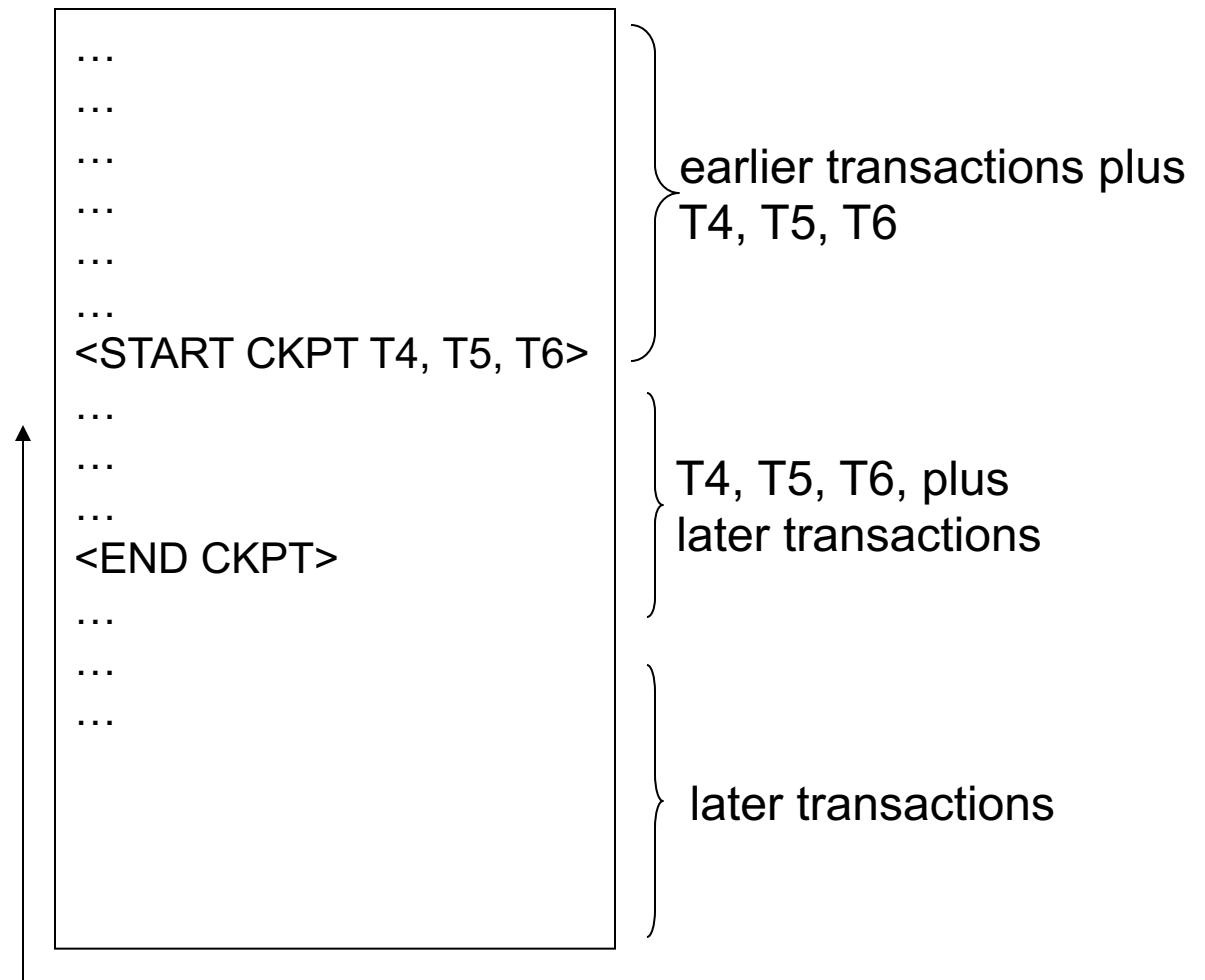 …
…
…
…
…
…
<START CKPT T4, T5, T6>
…
…
…
<END CKPT>
…
…
…
earlier transactions plus
T4, T5, T6
T4, T5, T6, plus
later transactions
later transactions